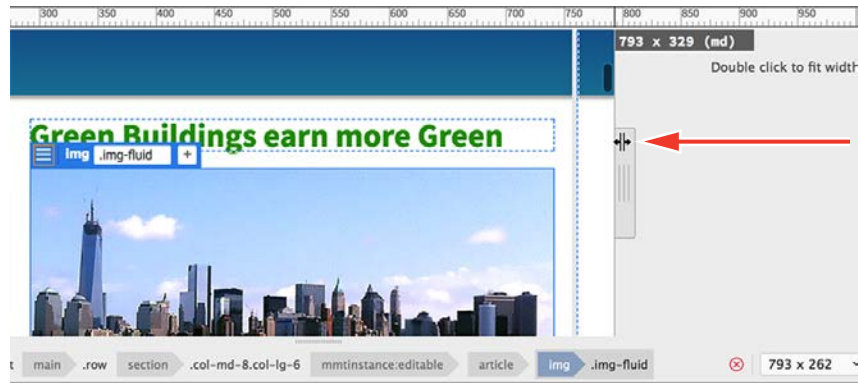 300 350 400 450 500 550 600 650 700 750 800 850 900 950
793 x 329 (md)
Double click to fit width
Green Buildings earn more Green
img .img-fluid +
main .row section .col-md-8.col-lg-6 mmtinstance:editable article img .img-fluid 793 x 262